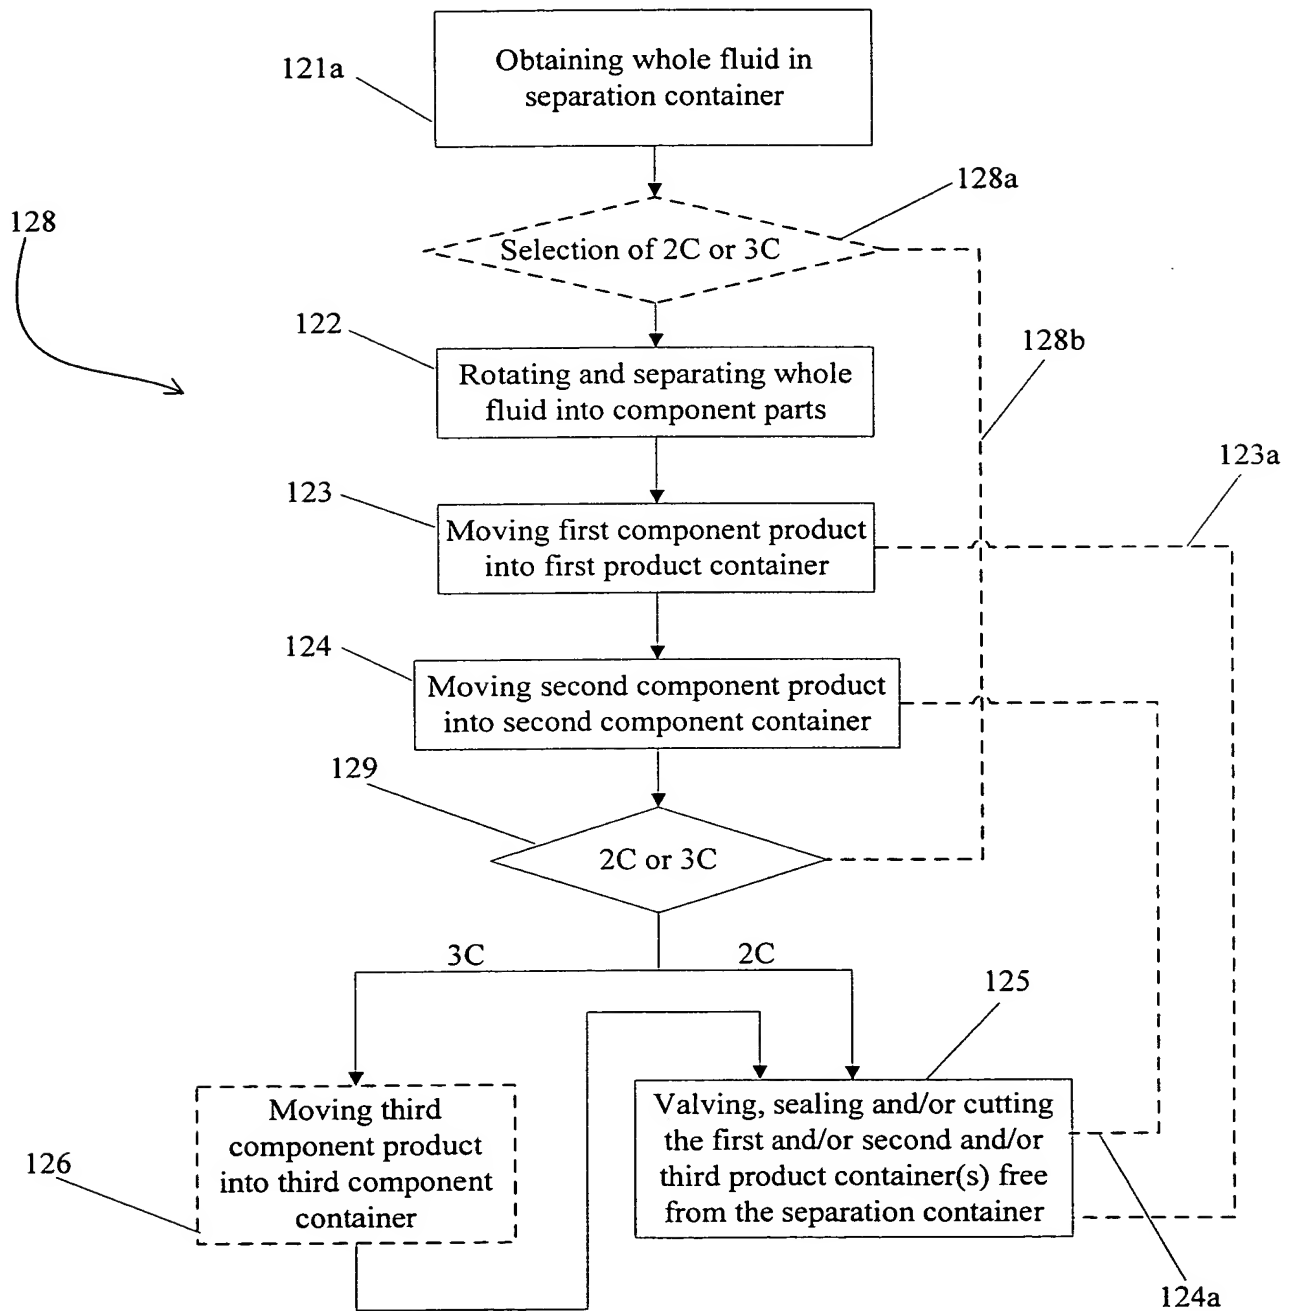 Obtaining whole fluid in
separation container
121a
128a
128
Selection of 2C or 3C
122
128b
Rotating and separating whole
fluid into component parts
123a
123
Moving first component product
into first product container
124
Moving second component product
into second component container
129
2C or 3C
3C
2C
125
Moving third
component product
into third component
container
Valving, sealing and/or cutting
the first and/or second and/or
third product container(s) free
from the separation container
126
124a